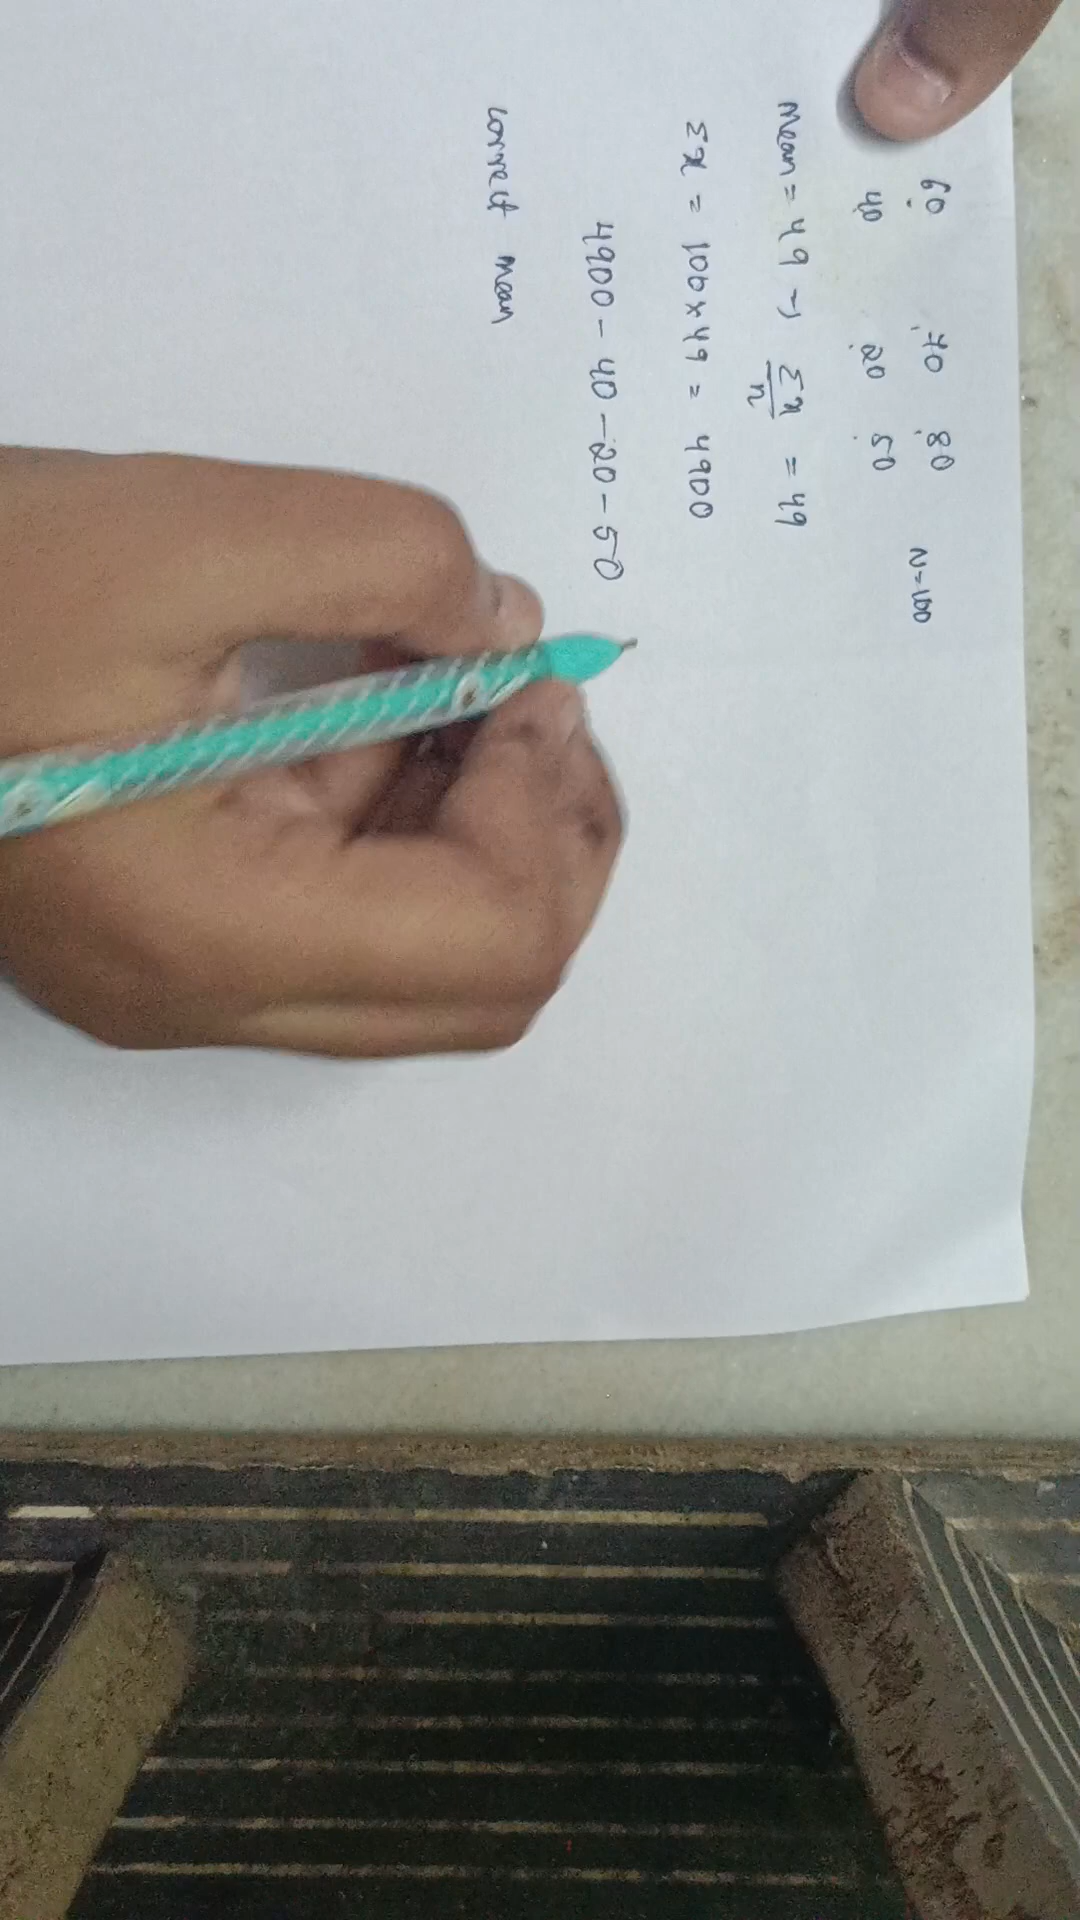 60 70 80 N=100
40 20 50
Mean = 49 → Σx/n = 49
Σx = 100×49 = 4900
4900 - 40 - 20 - 50
correct mean